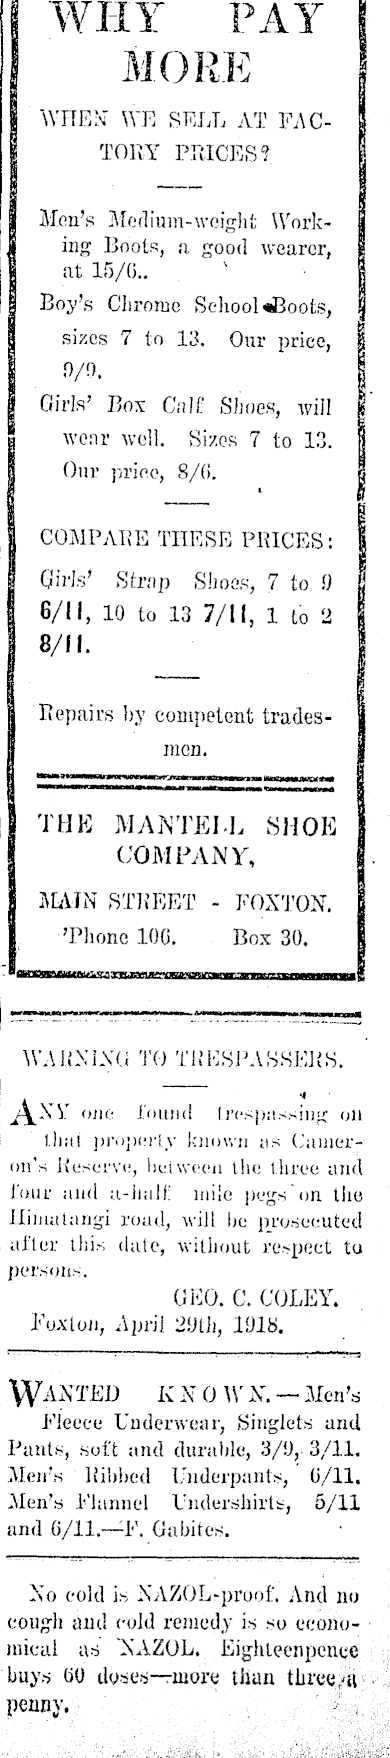 WHY PAY
MORE
WHEN WE SELL AT FAC-
TORY PRICES?
Men's Medium-weight Work-
ing Boots, a good wearer,
at 15/6..
Boy's Chrome School Boots,
sizes 7 to 13. Our price,
9/9.
Girls' Box Calf Shoes, will
wear well. Sizes 7 to 13.
Our price, 8/6.
COMPARE THESE PRICES:
Girls' Strap Shoes, 7 to 9
6/11, 10 to 13 7/11, 1 to 2
8/11.
Repairs by competent trades-
men.
THE MANTELL SHOE
COMPANY,
MAIN STREET - FOXTON.
'Phone 106. Box 30.
WARNING TO TRESPASSERS.
ANY one found trespassing on
that property known as Camer-
on's Reserve, between the three and
four and a-half mile pegs on the
Himatangi road, will be prosecuted
after this date, without respect to
persons.
GEO. C. COLEY.
Foxton, April 29th, 1918.
WANTED KNOWN.—Men's
Fleece Underwear, Singlets and
Pants, soft and durable, 3/9, 3/11.
Men's Ribbed Underpants, 6/11.
Men's Flannel Undershirts, 5/11
and 6/11.—F. Gabites.
No cold is NAZOL-proof. And no
cough and cold remedy is so econo-
mical as NAZOL. Eighteenpence
buys 60 doses—more than three a
penny.